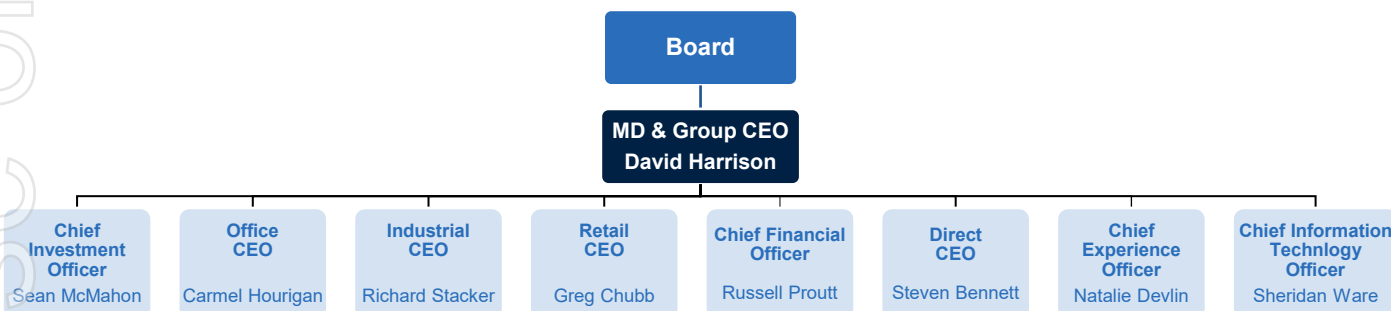 Board
MD & Group CEO
David Harrison
Chief
Investment
Officer
Sean McMahon
Office
CEO
Carmel Hourigan
Industrial
CEO
Richard Stacker
Retail
CEO
Greg Chubb
Chief Financial
Officer
Russell Proutt
Direct
CEO
Steven Bennett
Chief
Experience
Officer
Natalie Devlin
Chief Information
Technlogy
Officer
Sheridan Ware